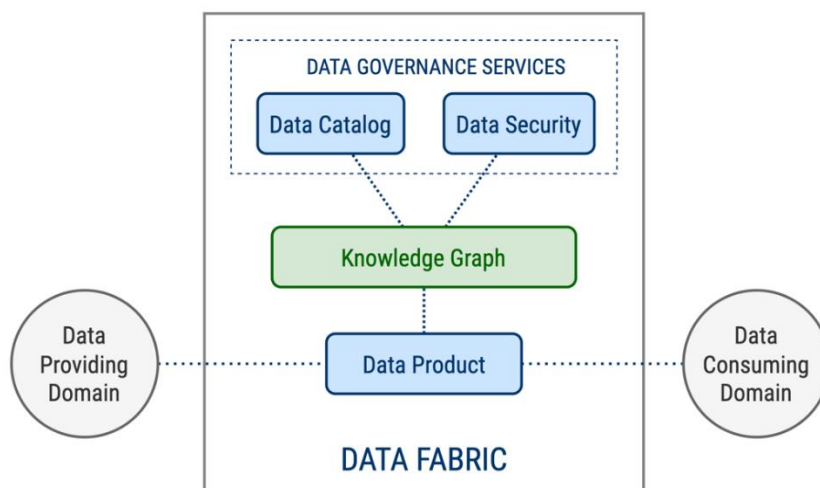 DATA GOVERNANCE SERVICES
Data Catalog
Data Security
Knowledge Graph
Data
Providing
Domain
Data Product
Data
Consuming
Domain
DATA FABRIC